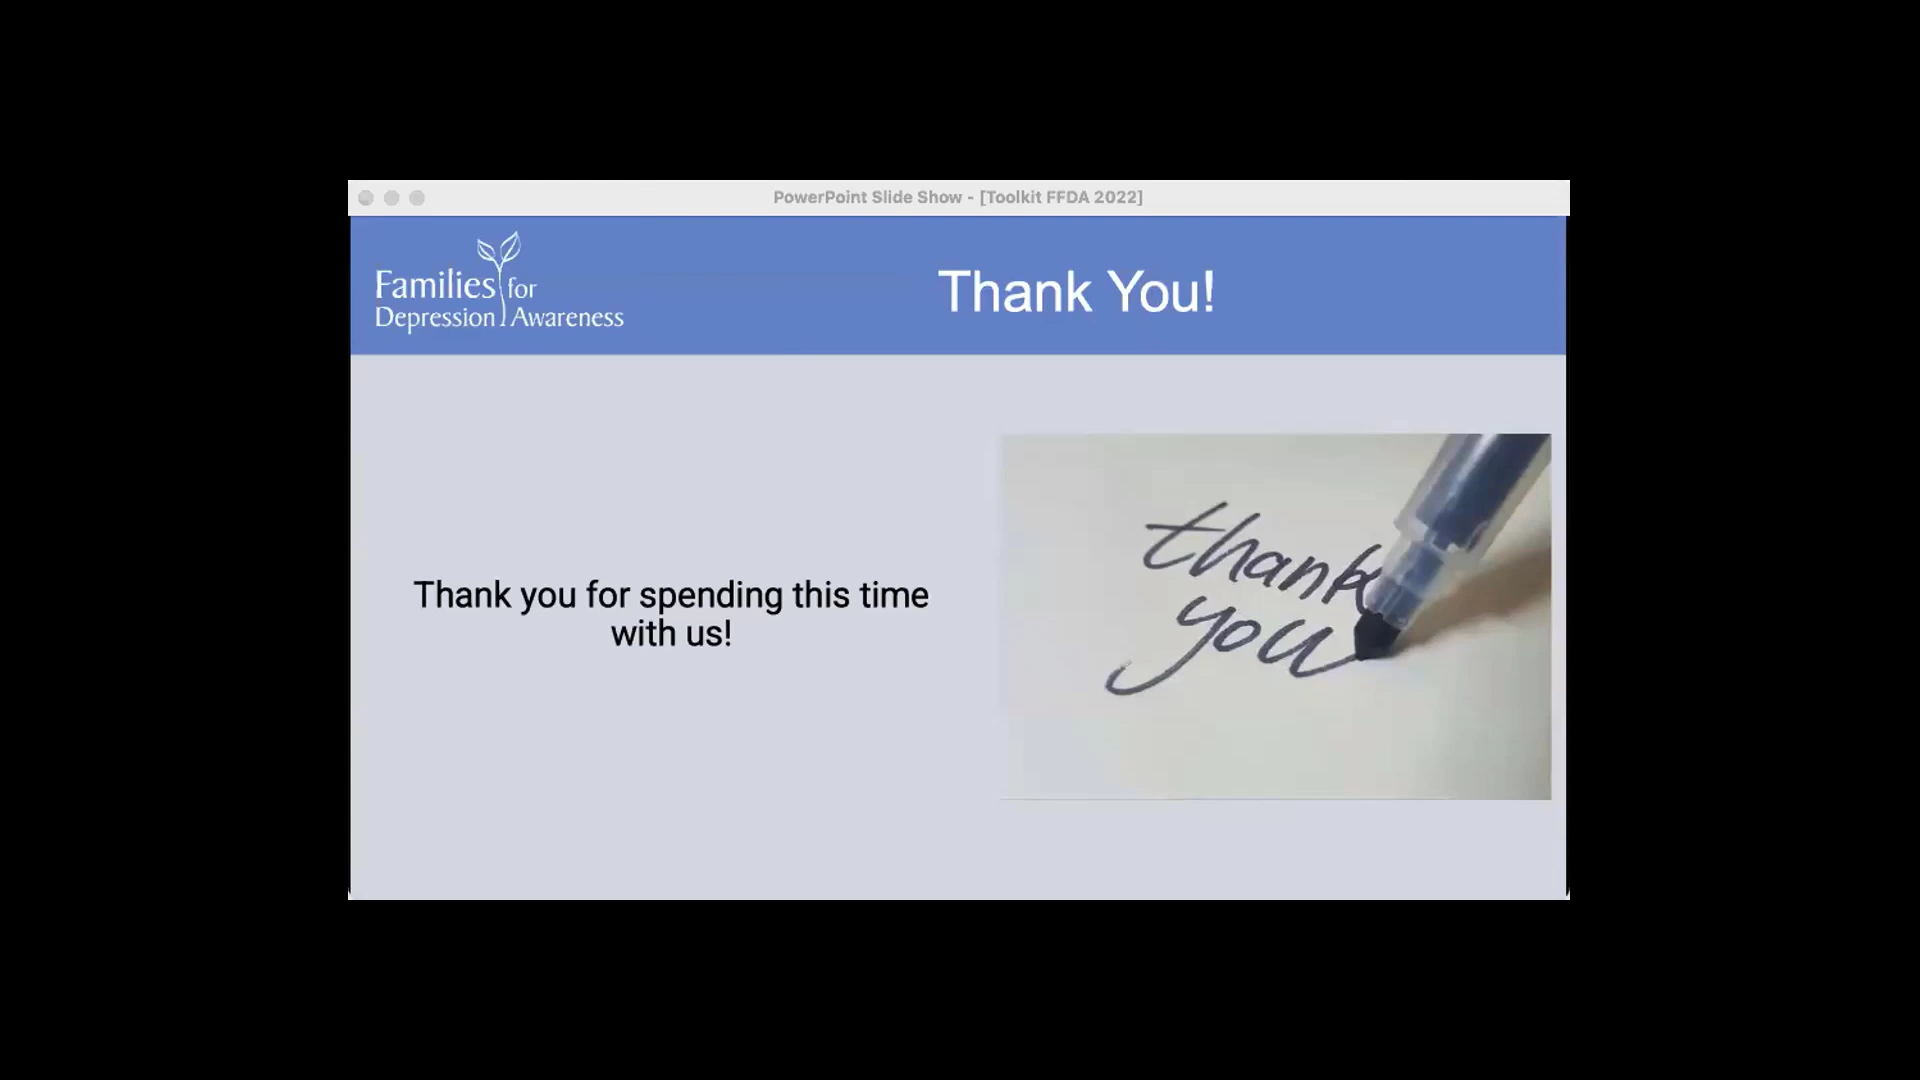 PowerPoint Slide Show - [Toolkit FFDA 2022]
Families for
Depression Awareness
Thank You!
Thank you for spending this time
with us!
thank
you